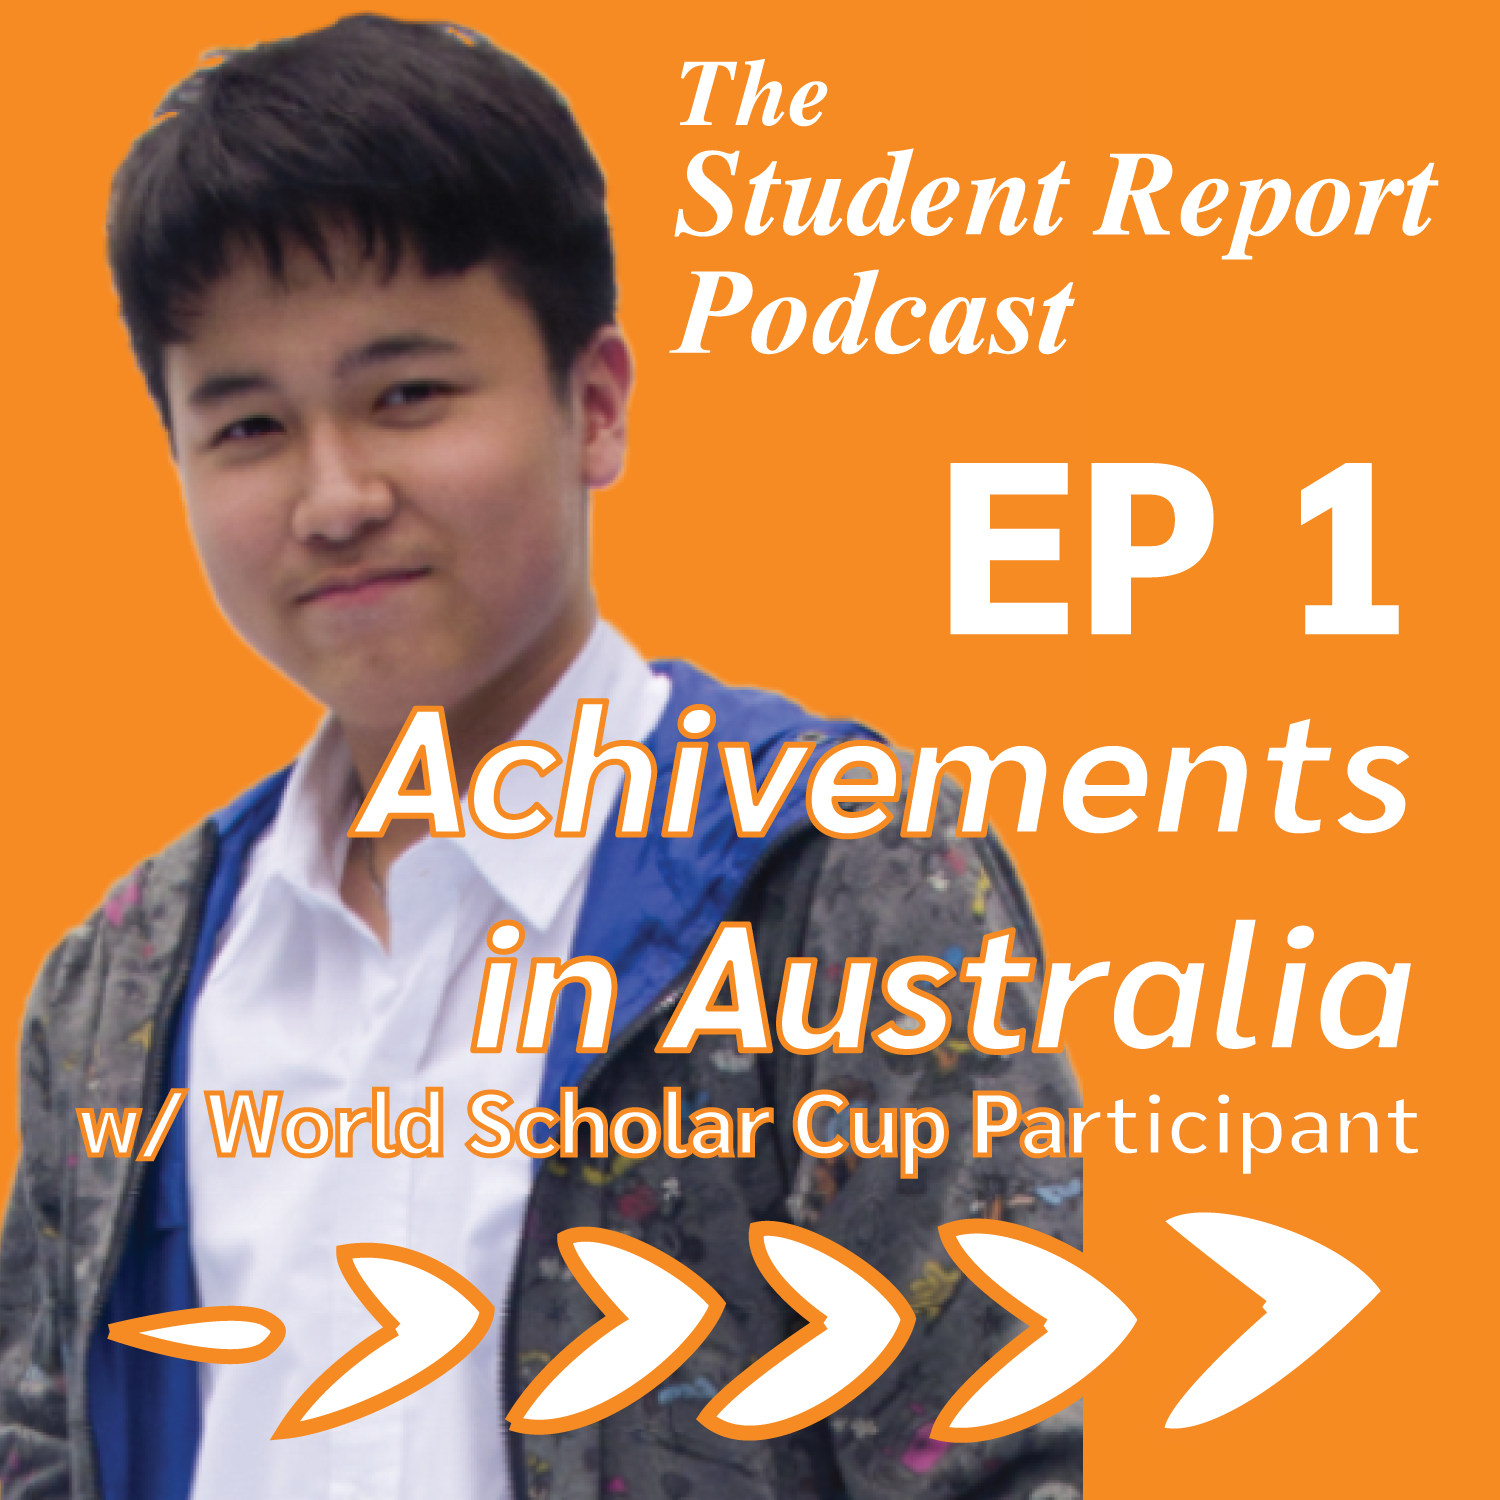 The
Student Report
Podcast
EP 1
Achivements
in Australia
w/ World Scholar Cup Participant